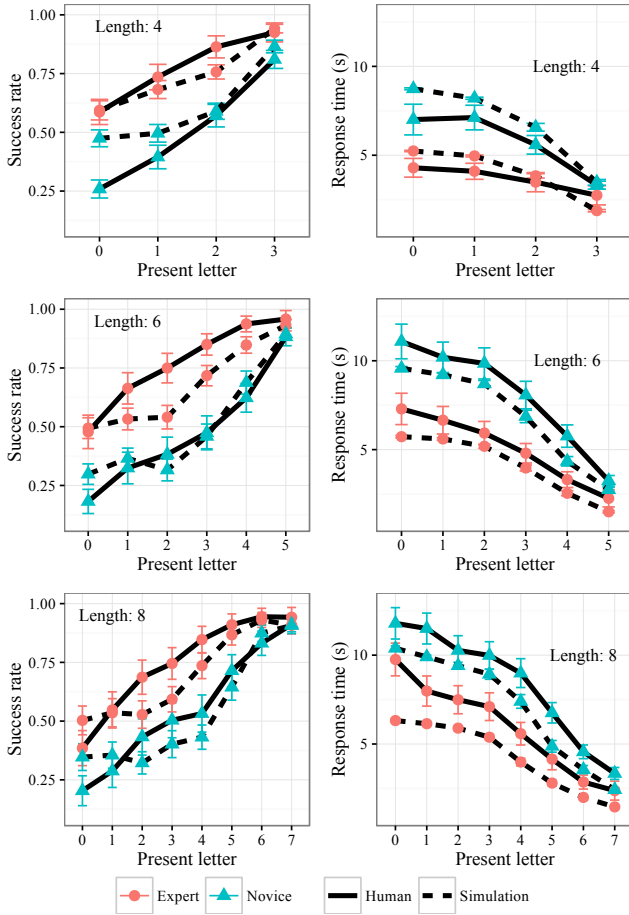 Length: 4
Success rate
1.00
0.75
0.50
0.25
0 1 2 3
Present letter
Length: 4
Response time (s)
10
5
0 1 2 3
Present letter
Length: 6
Success rate
1.00
0.75
0.50
0.25
0 1 2 3 4 5
Present letter
Length: 6
Response time (s)
10
5
0 1 2 3 4 5
Present letter
Length: 8
Success rate
1.00
0.75
0.50
0.25
0 1 2 3 4 5 6 7
Present letter
Length: 8
Response time (s)
10
5
0 1 2 3 4 5 6 7
Present letter
Expert Novice Human Simulation